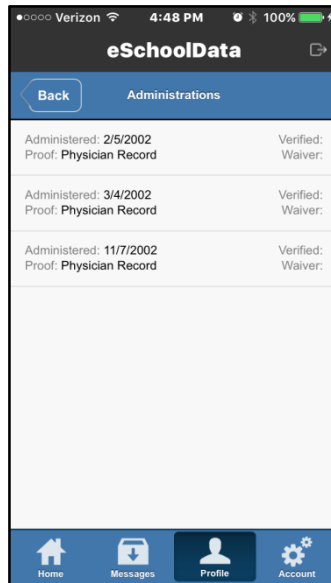 Verizon 4:48 PM 100%
eSchoolData
Back Administrations
Administered: 2/5/2002 Verified:
Proof: Physician Record Waiver:
Administered: 3/4/2002 Verified:
Proof: Physician Record Waiver:
Administered: 11/7/2002 Verified:
Proof: Physician Record Waiver:
Home Messages Profile Account